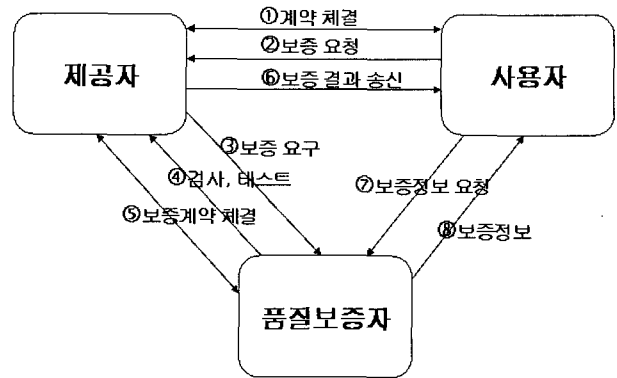 ①계약 체결
②보증 요청
제공자
사용자
⑥보증 결과 송신
③보증 요구
④검사, 테스트
⑦보증정보 요청
⑤보증계약 체결
⑧보증정보
품질보증자